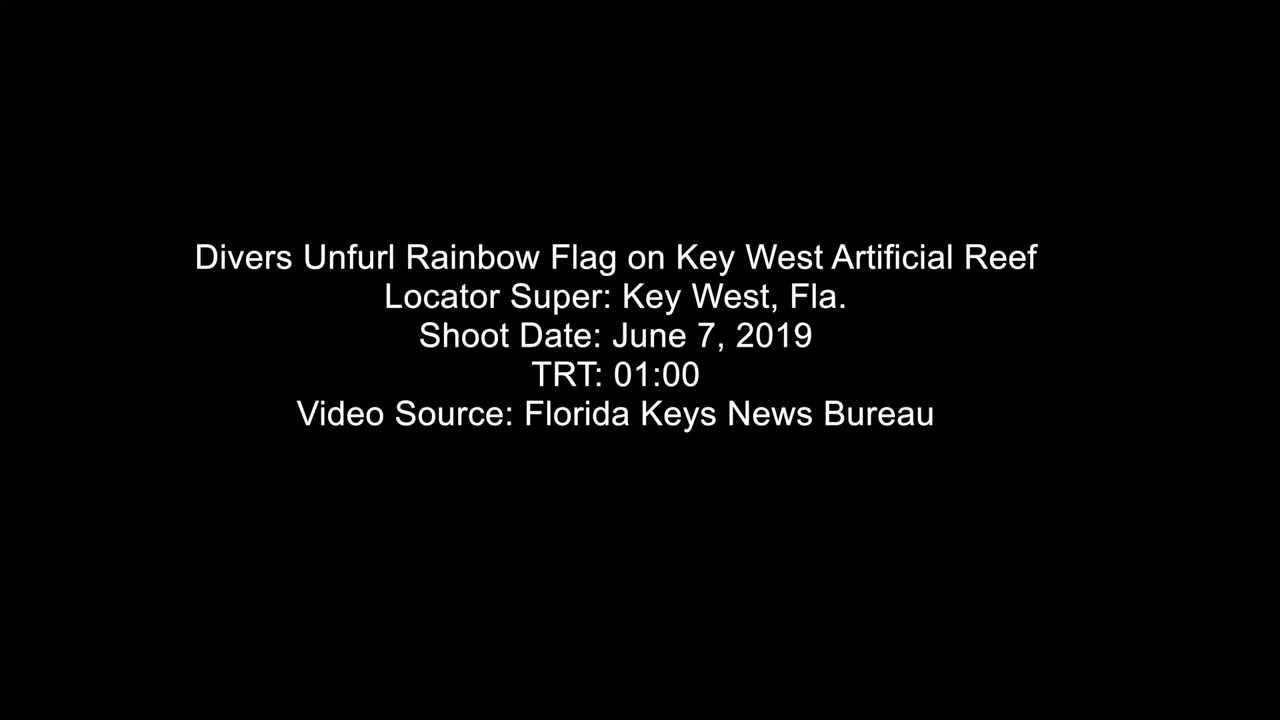 Divers Unfurl Rainbow Flag on Key West Artificial Reef
Locator Super: Key West, Fla.
Shoot Date: June 7, 2019
TRT: 01:00
Video Source: Florida Keys News Bureau